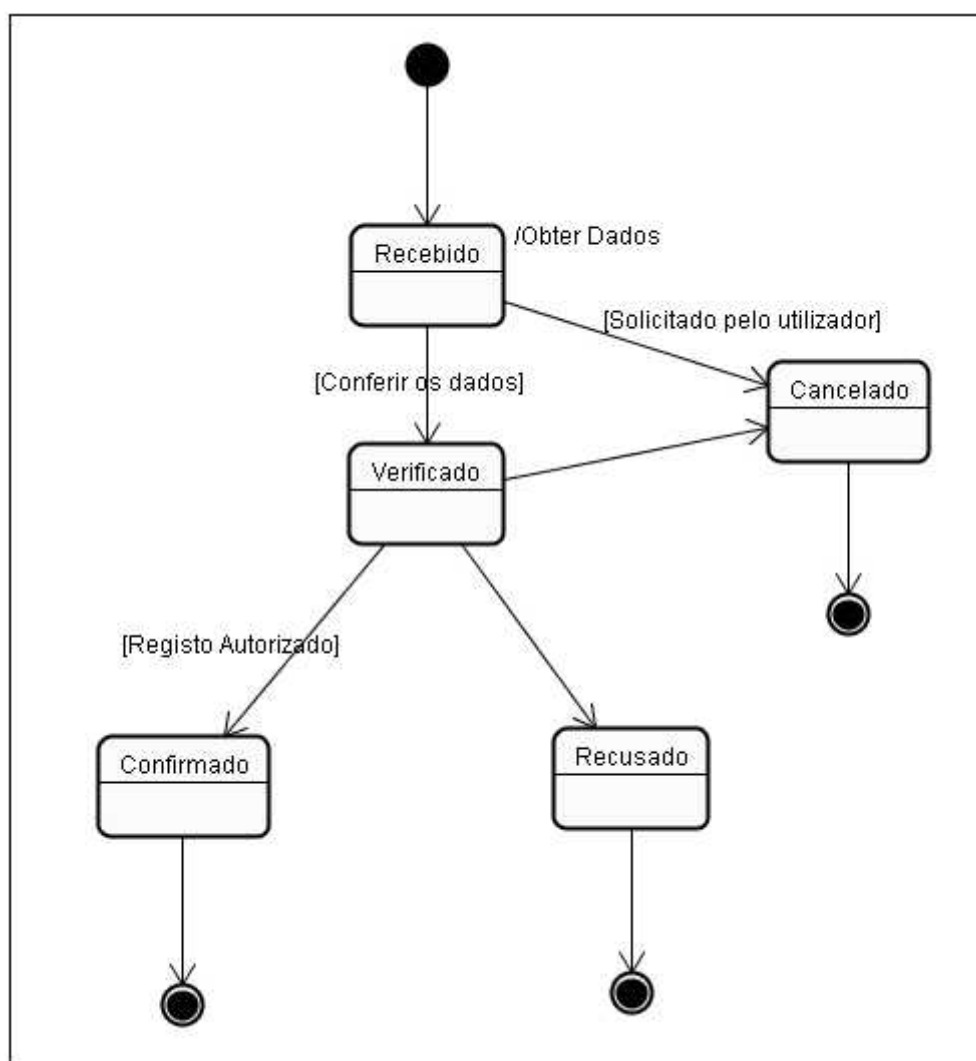 Recebido
/Obter Dados
[Solicitado pelo utilizador]
[Conferir os dados]
Cancelado
Verificado
[Registo Autorizado]
Confirmado
Recusado